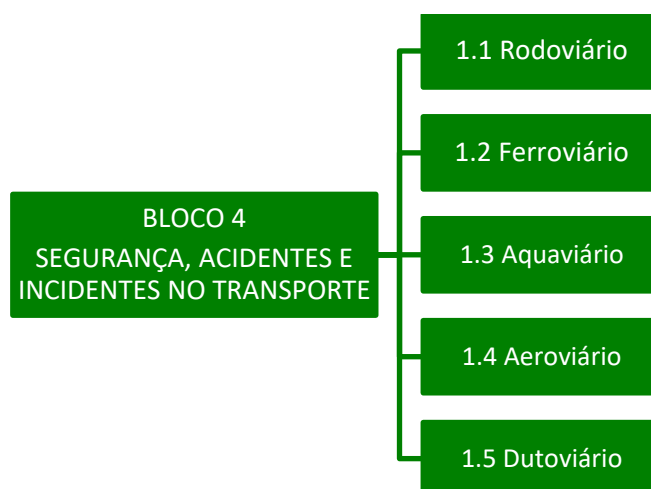 BLOCO 4
SEGURANÇA, ACIDENTES E
INCIDENTES NO TRANSPORTE
1.1 Rodoviário
1.2 Ferroviário
1.3 Aquaviário
1.4 Aeroviário
1.5 Dutoviário